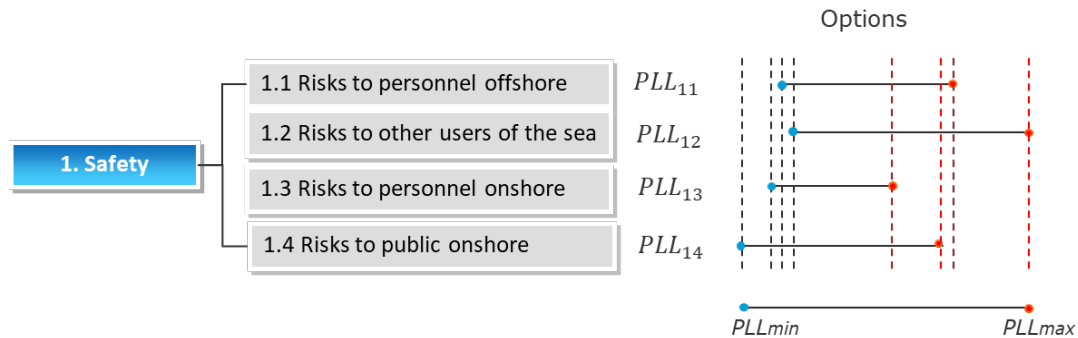 Options
1. Safety
1.1 Risks to personnel offshore
PLL11
1.2 Risks to other users of the sea
PLL12
1.3 Risks to personnel onshore
PLL13
1.4 Risks to public onshore
PLL14
PLLmin
PLLmax